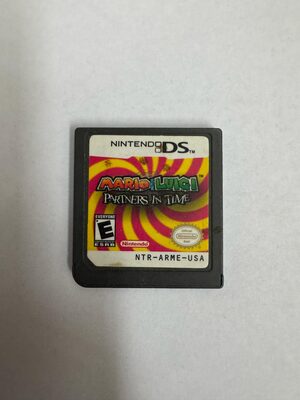 NINTENDO DS
MARIO & LUIGI
PARTNERS IN TIME
EVERYONE
E
ESRB
Nintendo
NTR-ARME-USA